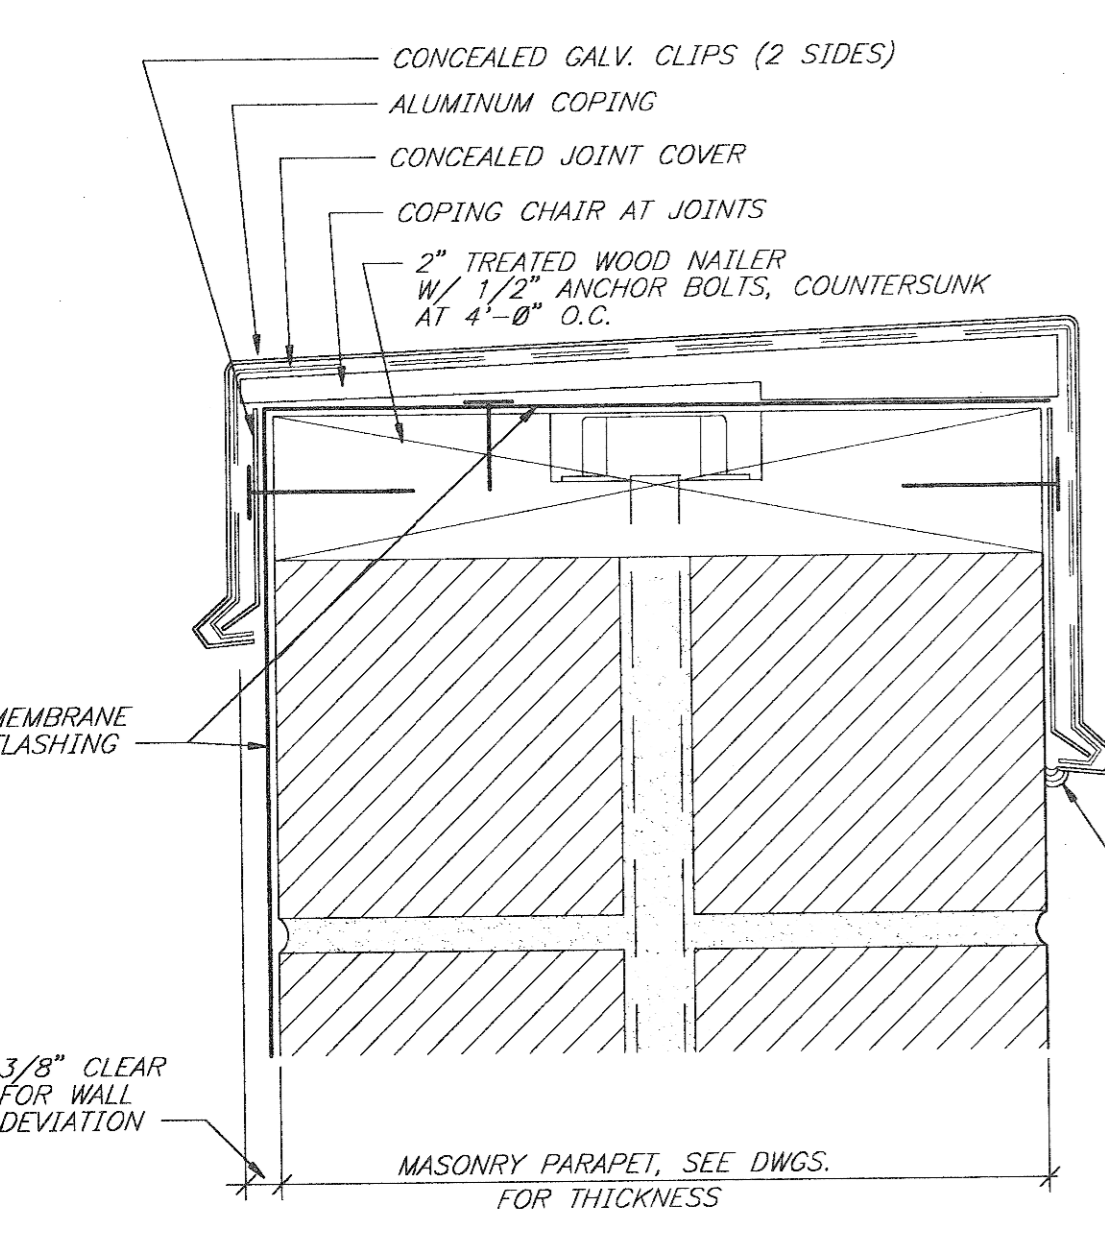 CONCEALED GALV. CLIPS (2 SIDES)
ALUMINUM COPING
CONCEALED JOINT COVER
COPING CHAIR AT JOINTS
2" TREATED WOOD NAILER
W/ 1/2" ANCHOR BOLTS, COUNTERSUNK
AT 4'-0" O.C.
MEMBRANE
FLASHING
3/8" CLEAR
FOR WALL
DEVIATION
MASONRY PARAPET, SEE DWGS.
FOR THICKNESS